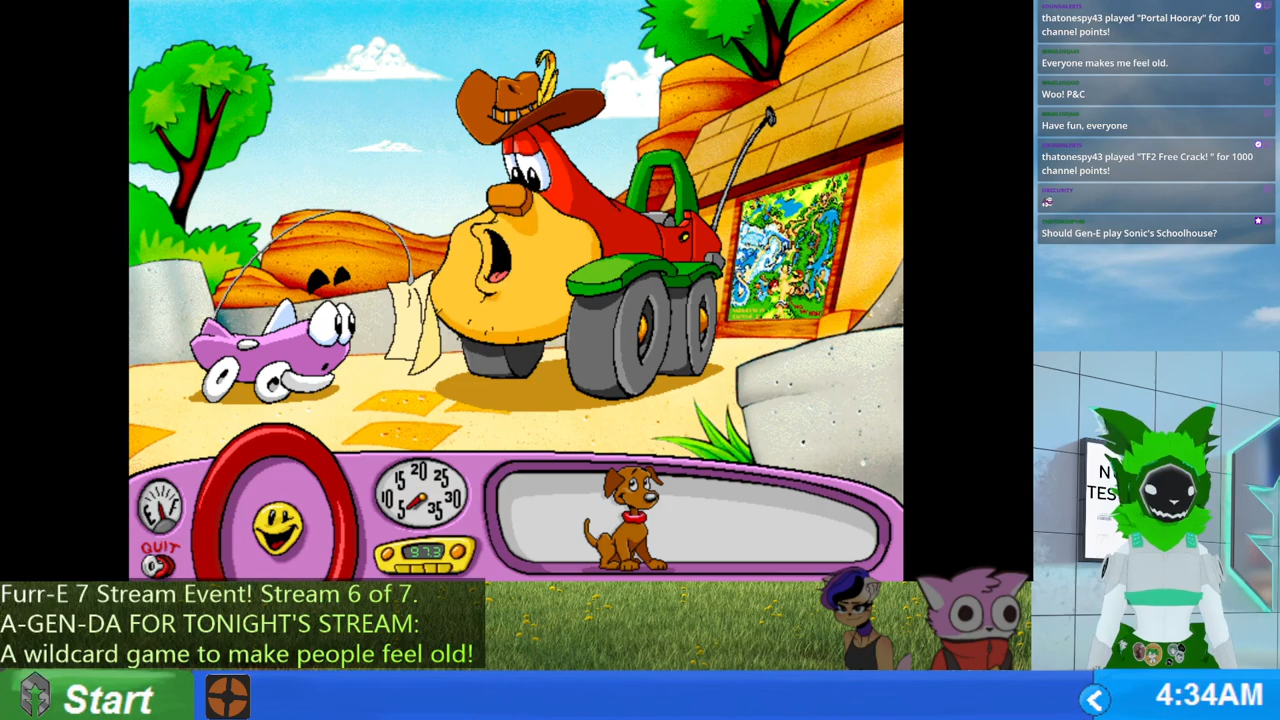 thatonespy43 played "Portal Hooray" for 100
channel points!
Everyone makes me feel old.
Woo! P&C
Have fun, everyone
thatonespy43 played "TF2 Free Crack! " for 1000
channel points!
Should Gen-E play Sonic's Schoolhouse?
N
TES
15 20 25
10 30
5 35
E F
QUIT
97.3
Furr-E 7 Stream Event! Stream 6 of 7.
A-GEN-DA FOR TONIGHT'S STREAM:
A wildcard game to make people feel old!
Start
4:34AM